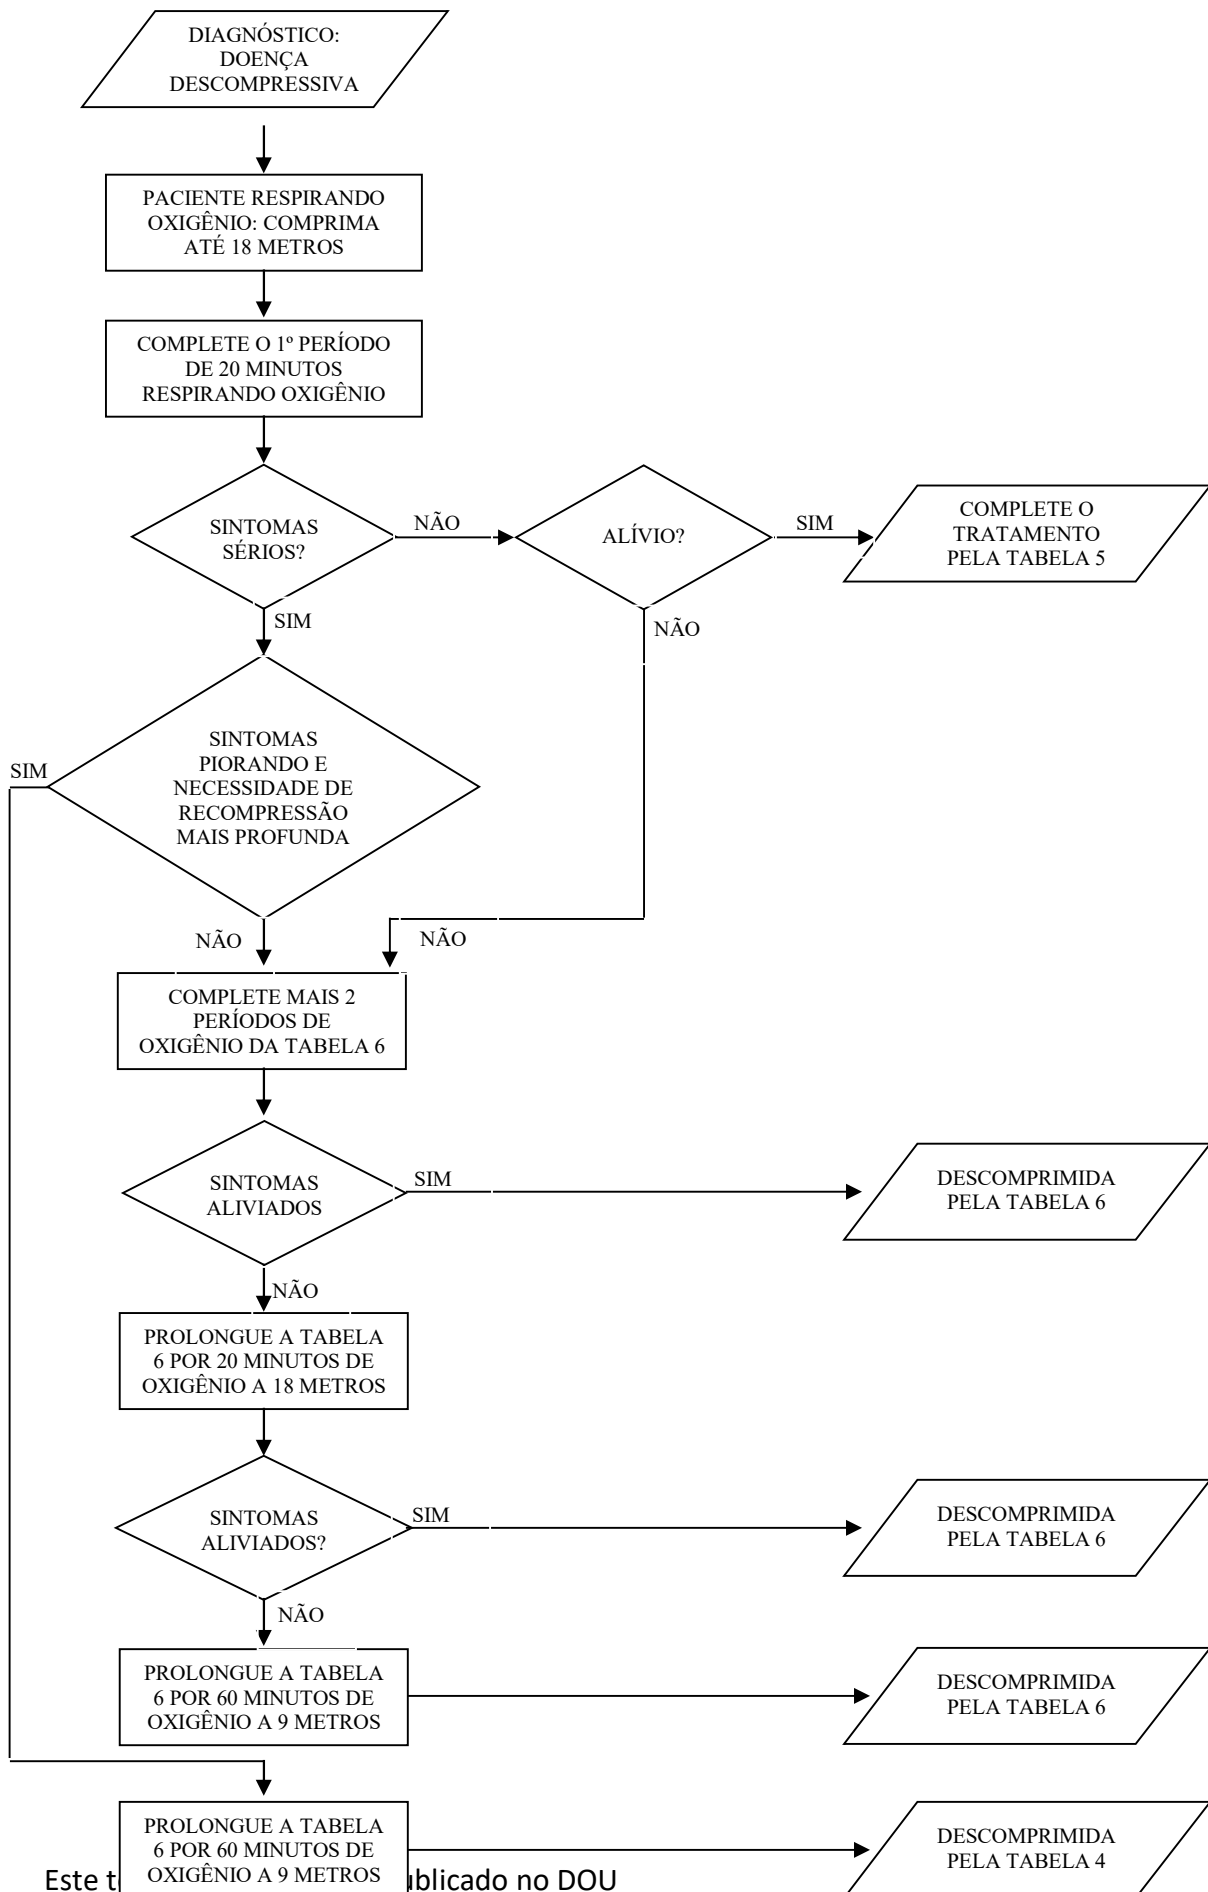 DIAGNÓSTICO:
DOENÇA
DESCOMPRESSIVA
PACIENTE RESPIRANDO
OXIGÊNIO: COMPRIMA
ATÉ 18 METROS
COMPLETE O 1º PERÍODO
DE 20 MINUTOS
RESPIRANDO OXIGÊNIO
SINTOMAS
SÉRIOS?
NÃO
ALÍVIO?
SIM
COMPLETE O
TRATAMENTO
PELA TABELA 5
SIM
NÃO
SINTOMAS
PIORANDO E
NECESSIDADE DE
RECOMPRESSÃO
MAIS PROFUNDA
SIM
NÃO
NÃO
COMPLETE MAIS 2
PERÍODOS DE
OXIGÊNIO DA TABELA 6
SINTOMAS
ALIVIADOS
SIM
DESCOMPRIMIDA
PELA TABELA 6
NÃO
PROLONGUE A TABELA
6 POR 20 MINUTOS DE
OXIGÊNIO A 18 METROS
SINTOMAS
ALIVIADOS?
SIM
DESCOMPRIMIDA
PELA TABELA 6
NÃO
PROLONGUE A TABELA
6 POR 60 MINUTOS DE
OXIGÊNIO A 9 METROS
DESCOMPRIMIDA
PELA TABELA 6
PROLONGUE A TABELA
6 POR 60 MINUTOS DE
OXIGÊNIO A 9 METROS
DESCOMPRIMIDA
PELA TABELA 4
Este no DOU